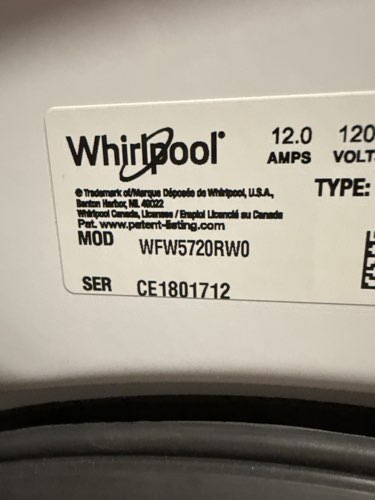 Whirlpool®
12.0 120
AMPS VOLT
® Trademark of/Marque Déposée de Whirlpool, U.S.A.,
Benton Harbor, MI. 49022
Whirlpool Canada, Licensee / Emploi Licencié au Canada
Pat. www.patent-listing.com
TYPE:
MOD WFW5720RW0
SER CE1801712